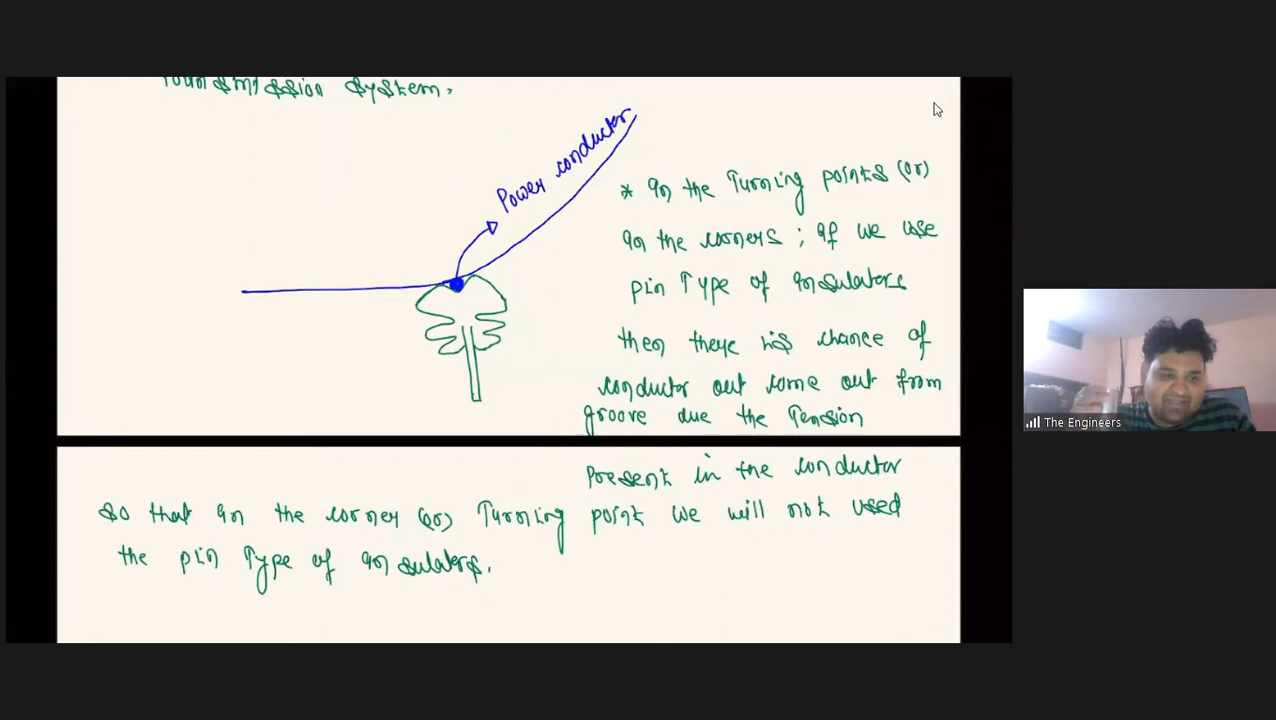 Transmission System.
Power conductor
* In the Turning points (or)
In the corners ; If we use
pin Type of Insulators
then there his chance of
conductor out come out from
groove due the Tension
Present in the conductor
so that In the corner (or) Turning point we will not used
the pin Type of Insulators.
The Engineers